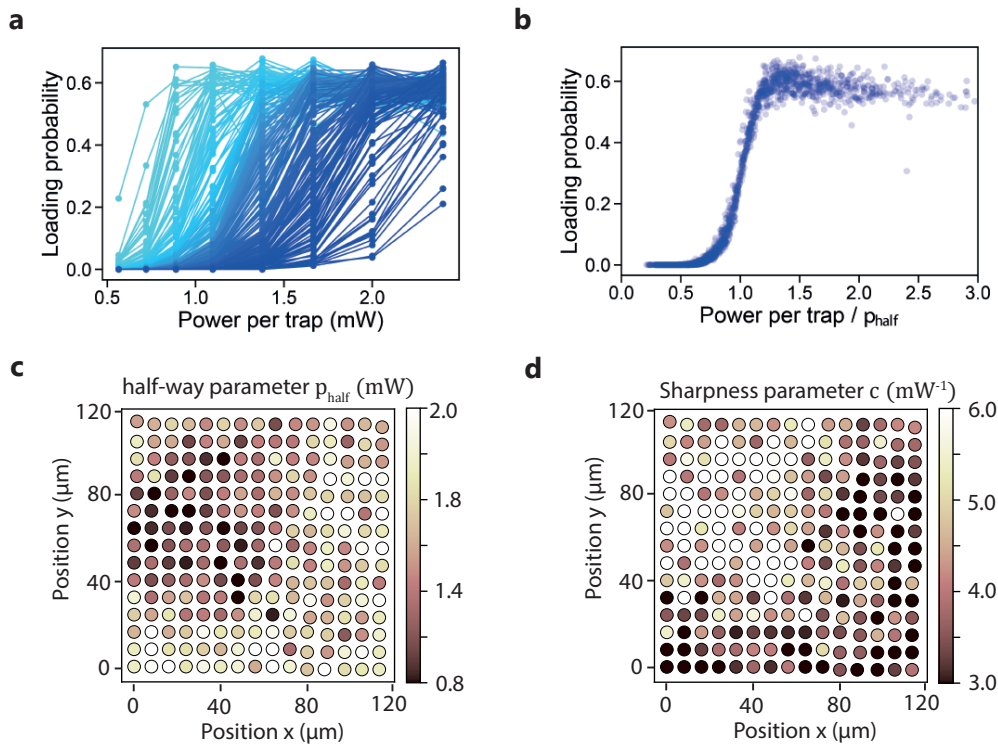 a
Loading probability
0.6
0.4
0.2
0.0
0.5 1.0 1.5 2.0
Power per trap (mW)
b
Loading probability
0.6
0.4
0.2
0.0
0.0 0.5 1.0 1.5 2.0 2.5 3.0
Power per trap / phalf
c
half-way parameter phalf (mW)
Position y (μm)
120
80
40
0
0 40 80 120
Position x (μm)
2.0
1.8
1.4
0.8
d
Sharpness parameter c (mW-1)
Position y (μm)
120
80
40
0
0 40 80 120
Position x (μm)
6.0
5.0
4.0
3.0